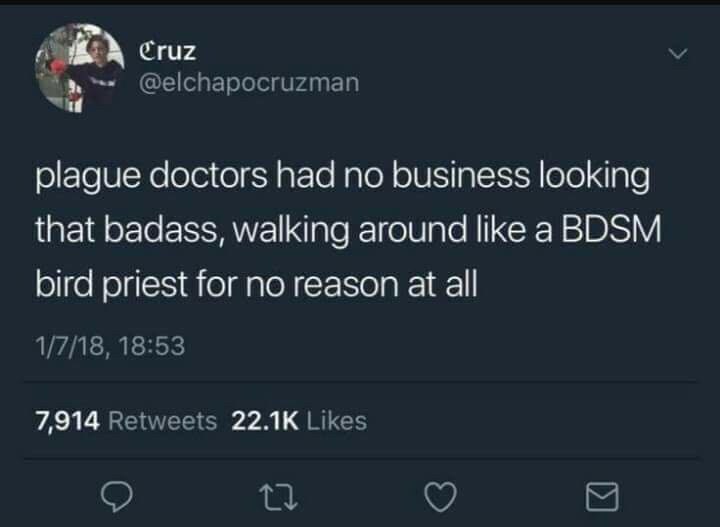 ℭruz
@elchapocruzman
plague doctors had no business looking
that badass, walking around like a BDSM
bird priest for no reason at all
1/7/18, 18:53
7,914 Retweets 22.1K Likes